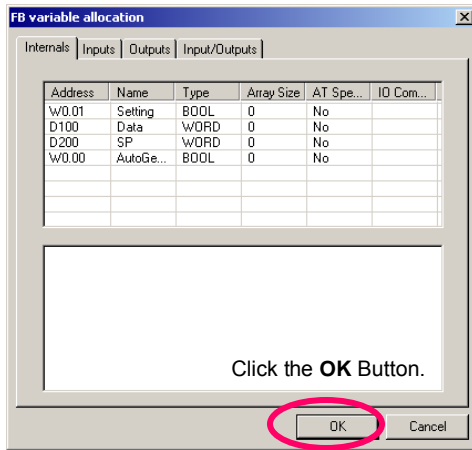 FB variable allocation
Internals Inputs Outputs Input/Outputs
Address Name Type Array Size AT Spe... IO Com...
W0.01 Setting BOOL 0 No
D100 Data WORD 0 No
D200 SP WORD 0 No
W0.00 AutoGe... BOOL 0 No
Click the OK Button.
OK Cancel